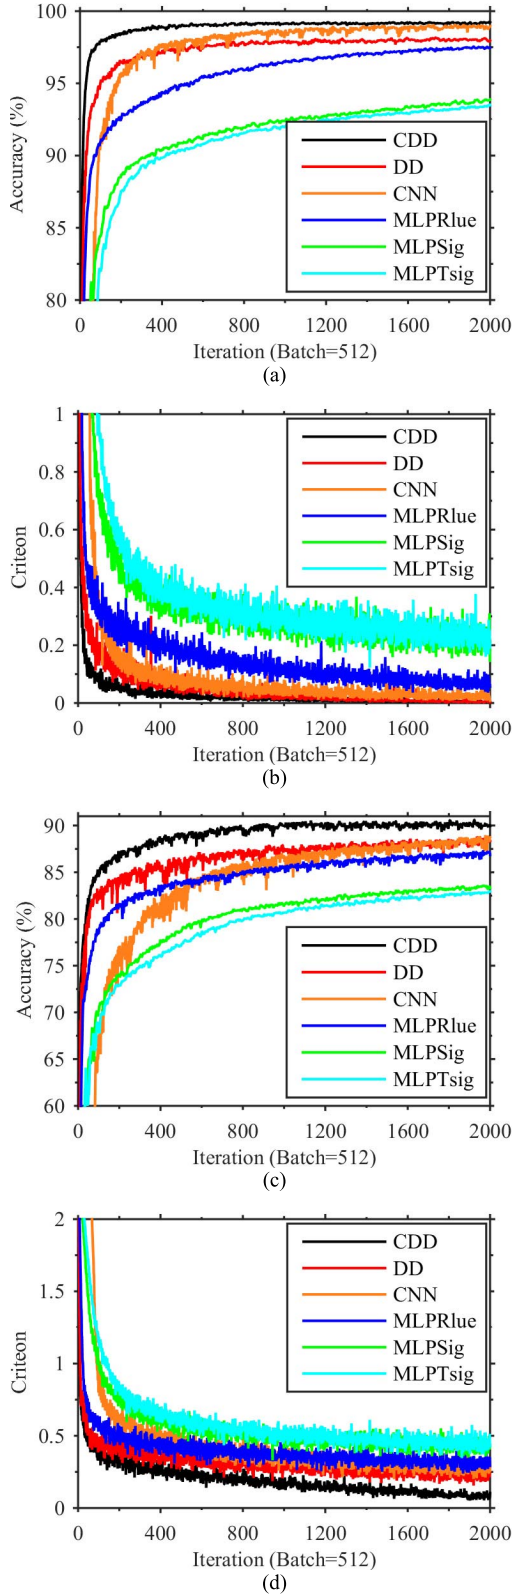 100
95
90
85
80
Accuracy (%)
CDD
DD
CNN
MLPRlue
MLPSig
MLPTsig
0 400 800 1200 1600 2000
Iteration (Batch=512)
(a)
1
0.8
0.6
0.4
0.2
0
Criteon
CDD
DD
CNN
MLPRlue
MLPSig
MLPTsig
0 400 800 1200 1600 2000
Iteration (Batch=512)
(b)
90
85
80
75
70
65
60
Accuracy (%)
CDD
DD
CNN
MLPRlue
MLPSig
MLPTsig
0 400 800 1200 1600 2000
Iteration (Batch=512)
(c)
2
1.5
1
0.5
0
Criteon
CDD
DD
CNN
MLPRlue
MLPSig
MLPTsig
0 400 800 1200 1600 2000
Iteration (Batch=512)
(d)